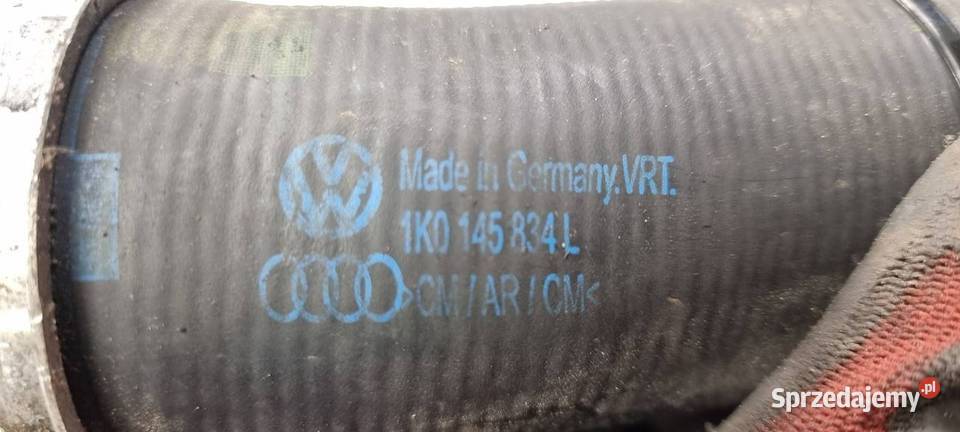 Made in Germany.VRT.
1K0 145 834 L
>CM/AR/CM<
Sprzedajemy.pl